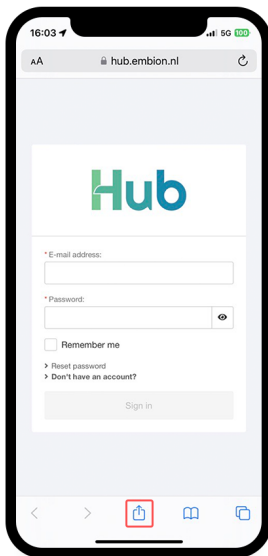 16:03 5G 100
AA hub.embion.nl
Hub
* E-mail address:
* Password:
Remember me
> Reset password
> Don't have an account?
Sign in